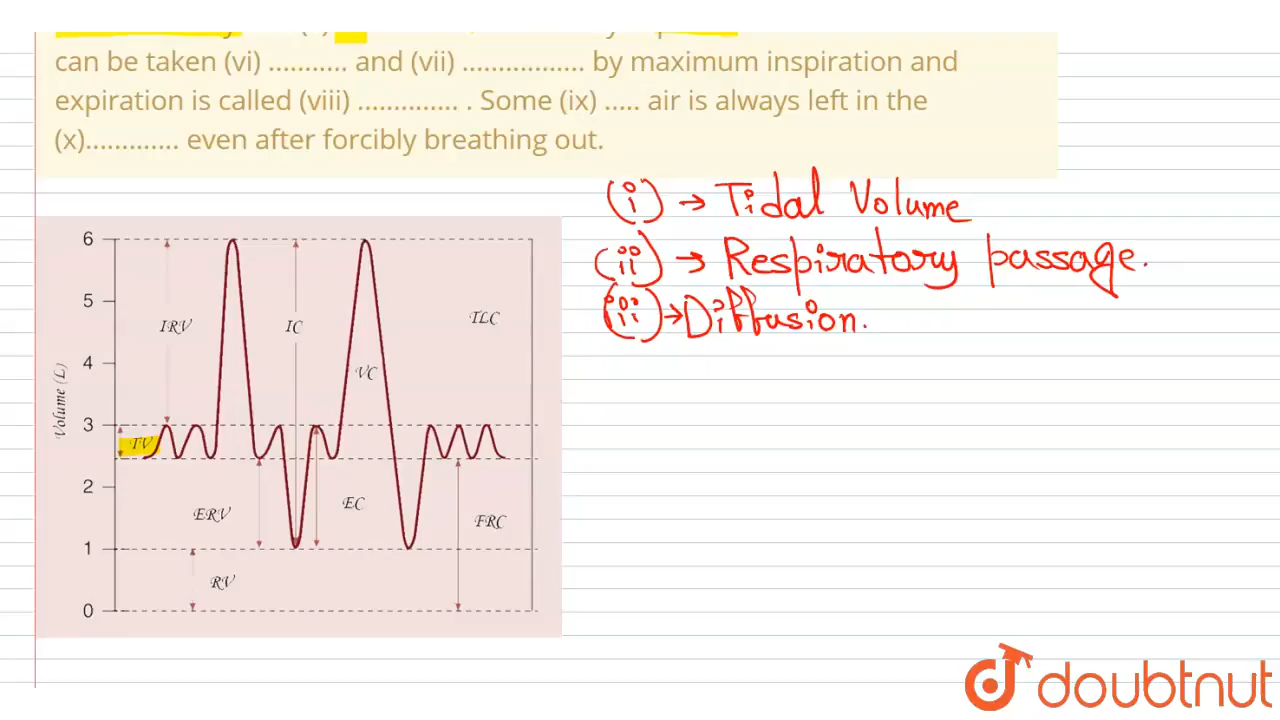 can be taken (vi) ........... and (vii) ................. by maximum inspiration and
expiration is called (viii) .............. . Some (ix) ..... air is always left in the
(x)............. even after forcibly breathing out.
(i) → Tidal Volume
(ii) → Respiratory passage.
(iii) → Diffusion.
6
5
4
3
2
1
0
Volume (L)
IRV
IC
TLC
VC
TV
ERV
EC
FRC
RV
doubtnut